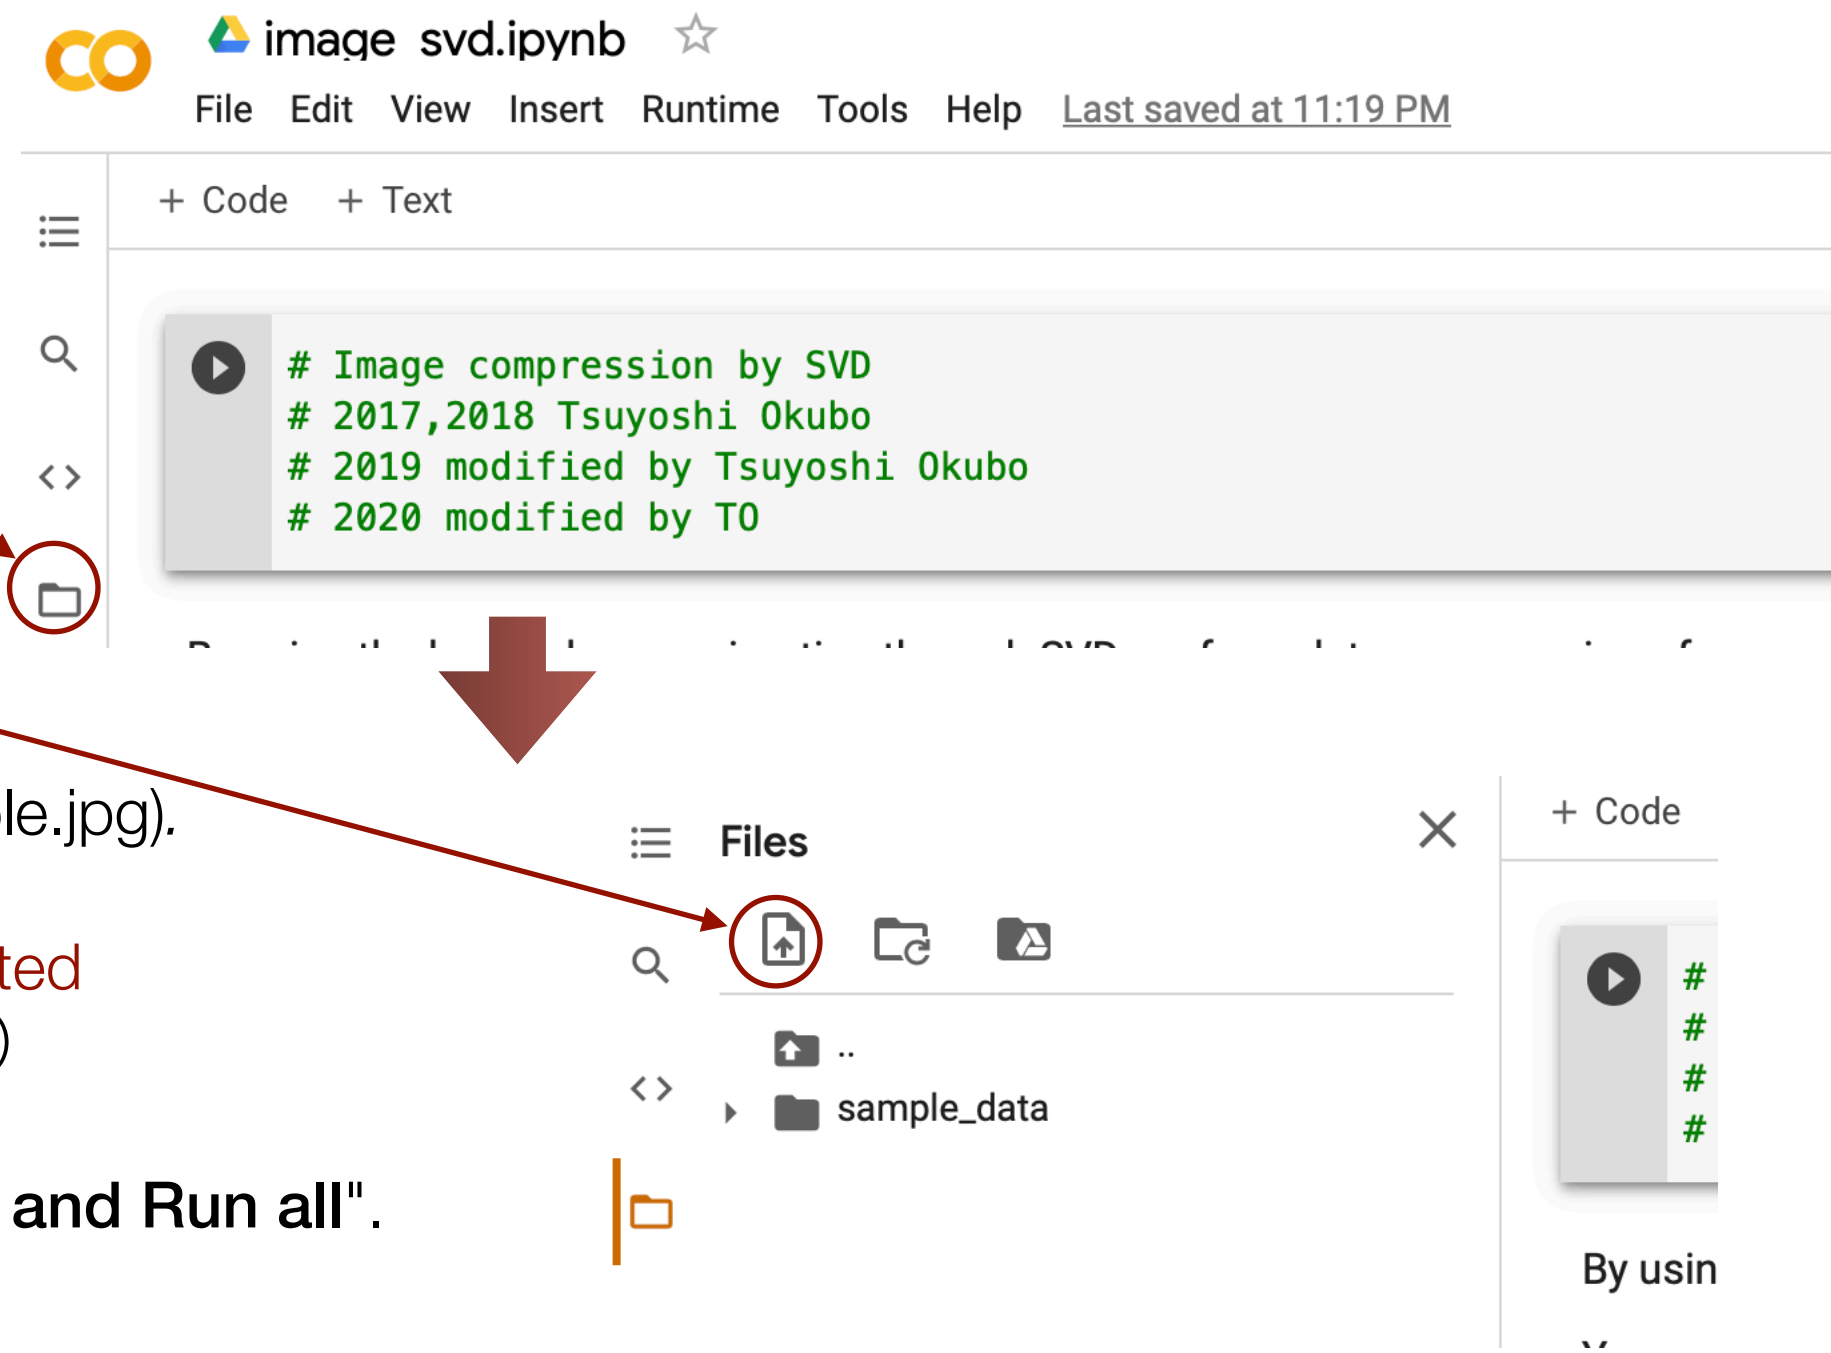 image_svd.ipynb
File Edit View Insert Runtime Tools Help Last saved at 11:19 PM
+ Code + Text
# Image compression by SVD
# 2017,2018 Tsuyoshi Okubo
# 2019 modified by Tsuyoshi Okubo
# 2020 modified by TO
le.jpg).
ted
)
and Run all".
Files
..
sample_data
+ Code
#
#
#
#
By usin